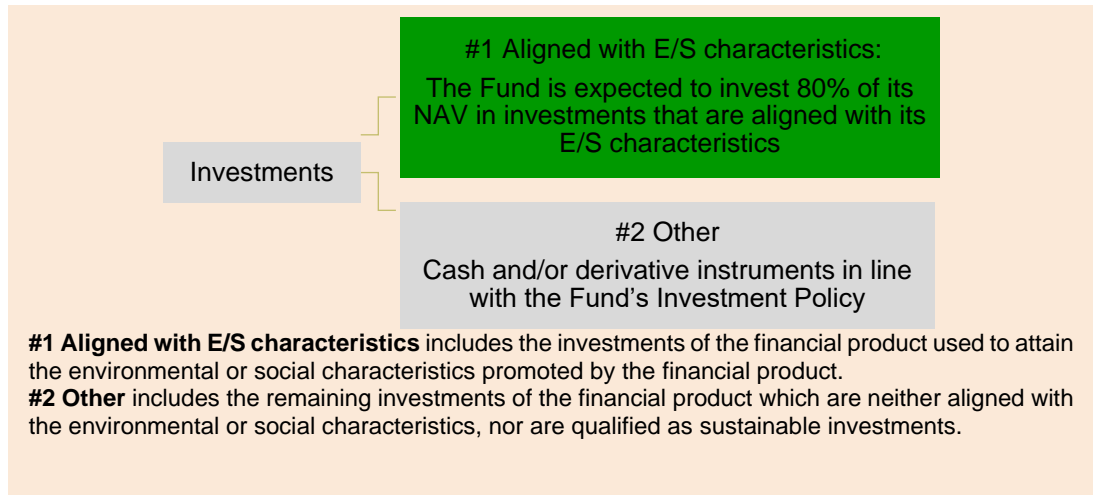 #1 Aligned with E/S characteristics:
The Fund is expected to invest 80% of its
NAV in investments that are aligned with its
E/S characteristics
Investments
#2 Other
Cash and/or derivative instruments in line
with the Fund’s Investment Policy
#1 Aligned with E/S characteristics includes the investments of the financial product used to attain
the environmental or social characteristics promoted by the financial product.
#2 Other includes the remaining investments of the financial product which are neither aligned with
the environmental or social characteristics, nor are qualified as sustainable investments.